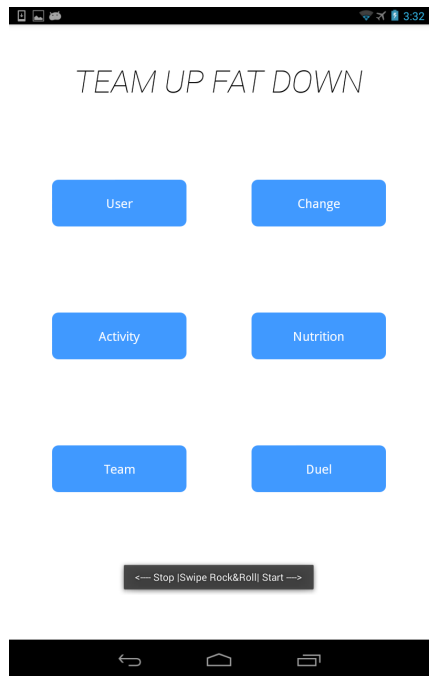 3:32
TEAM UP FAT DOWN
User
Change
Activity
Nutrition
Team
Duel
<--- Stop |Swipe Rock&Roll| Start --->